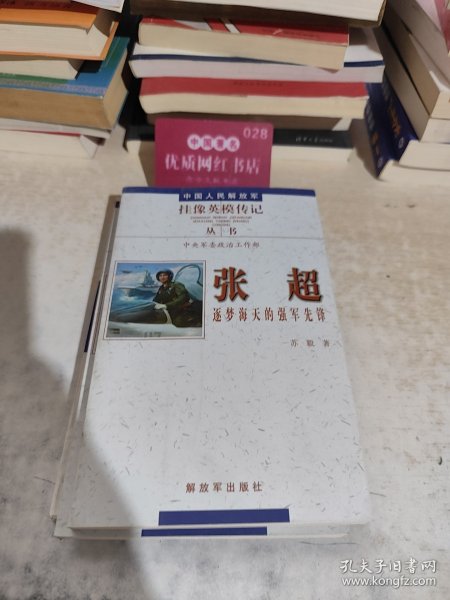 028
中国著名
优质网红书店
中国人民解放军
挂像英模传记
丛书
中央军委政治工作部
张超
逐梦海天的强军先锋
苏毅 著
解放军出版社
孔夫子旧书网
www.kongfz.com